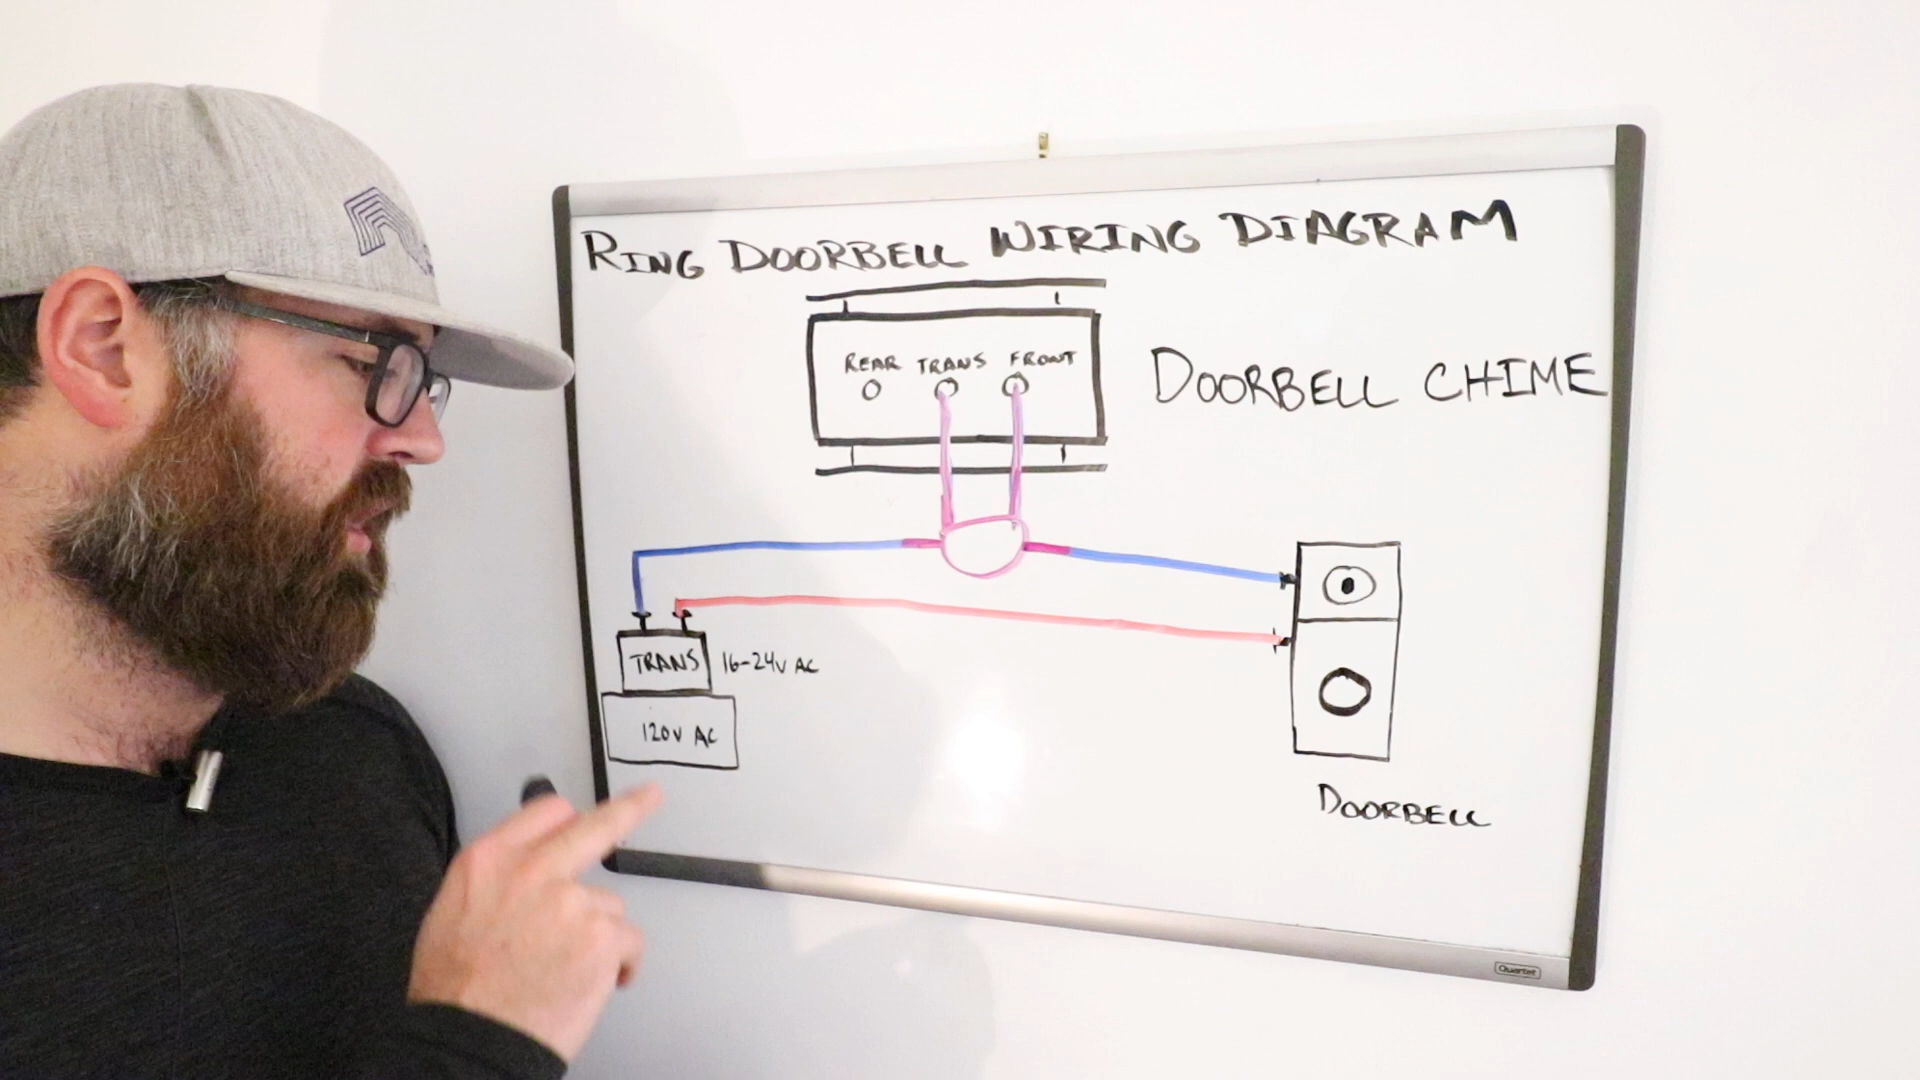 RING DOORBELL WIRING DIAGRAM
REAR TRANS FRONT
DOORBELL CHIME
TRANS 16-24V AC
120V AC
DOORBELL
Quartet